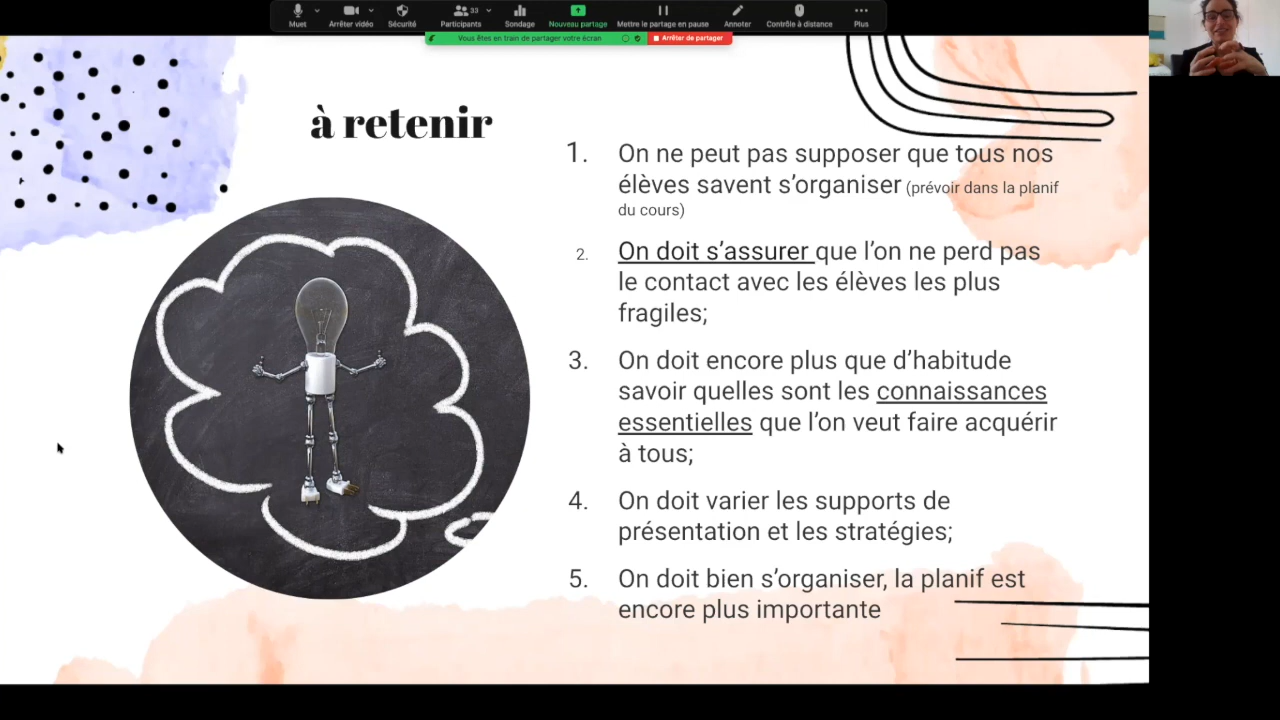 Muet
Arrêter vidéo
Sécurité
33
Participants
Sondage
Nouveau partage
Mettre le partage en pause
Annoter
Contrôle à distance
Plus
Vous êtes en train de partager votre écran
Arrêter de partager
à retenir
1. On ne peut pas supposer que tous nos
élèves savent s’organiser (prévoir dans la planif
du cours)
2. On doit s’assurer que l’on ne perd pas
le contact avec les élèves les plus
fragiles;
3. On doit encore plus que d’habitude
savoir quelles sont les connaissances
essentielles que l’on veut faire acquérir
à tous;
4. On doit varier les supports de
présentation et les stratégies;
5. On doit bien s’organiser, la planif est
encore plus importante